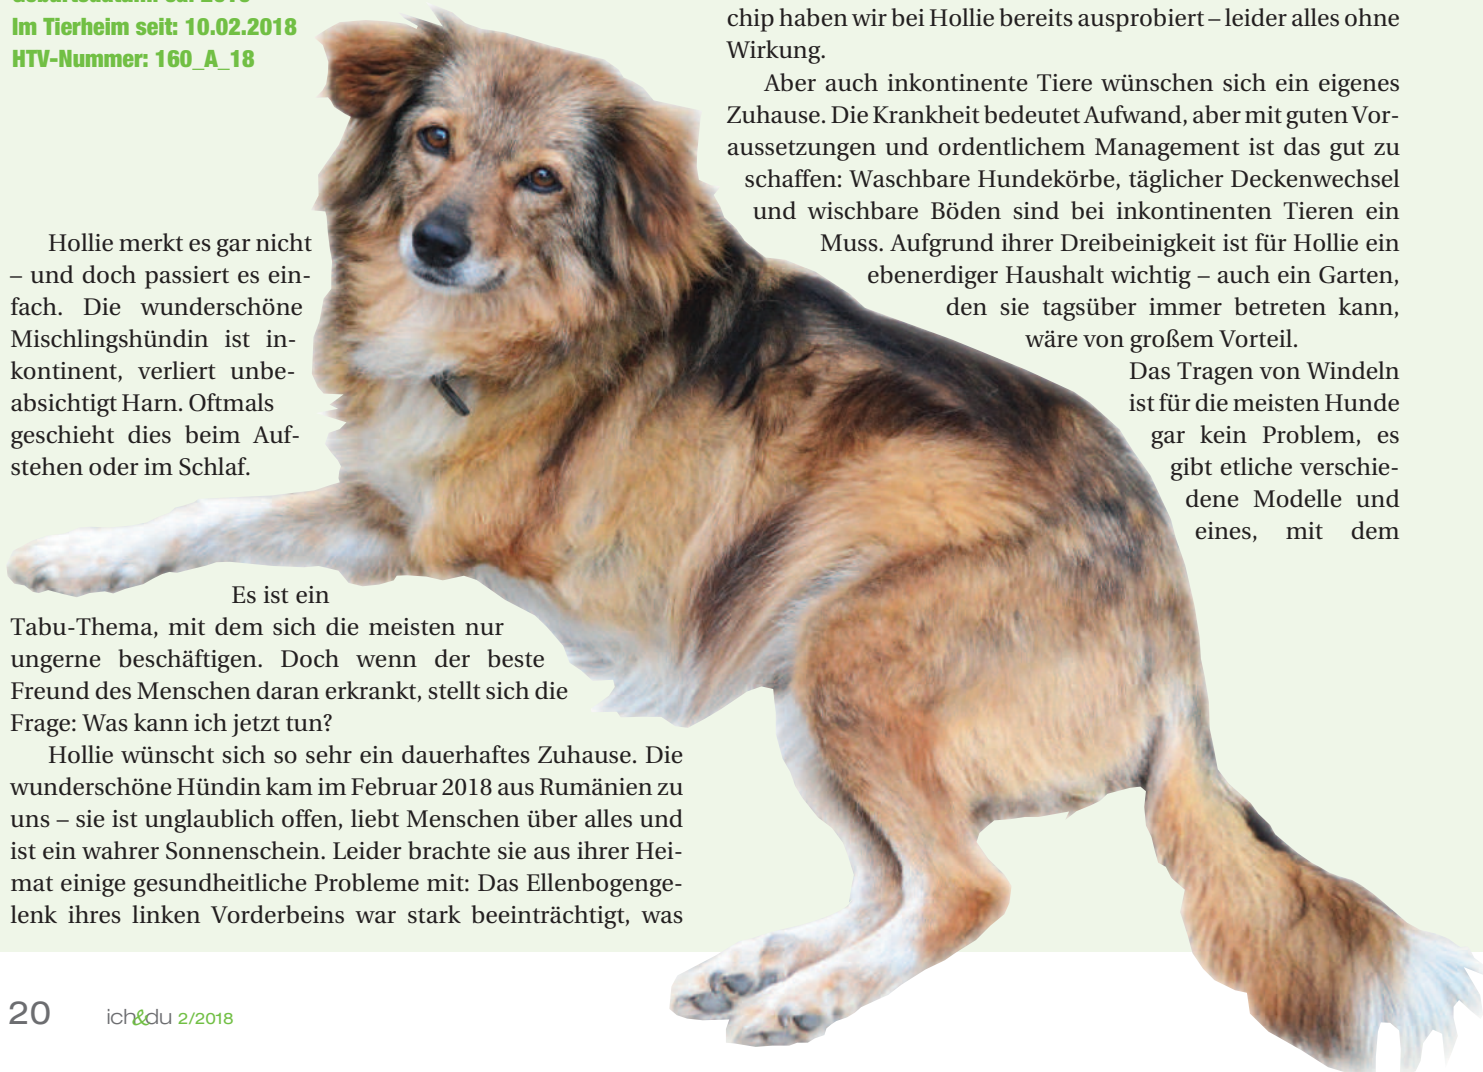 Im Tierheim seit: 10.02.2018
HTV-Nummer: 160_A_18
Hollie merkt es gar nicht
– und doch passiert es ein-
fach. Die wunderschöne
Mischlingshündin ist in-
kontinent, verliert unbe-
absichtigt Harn. Oftmals
geschieht dies beim Auf-
stehen oder im Schlaf.
Es ist ein
Tabu-Thema, mit dem sich die meisten nur
ungerne beschäftigen. Doch wenn der beste
Freund des Menschen daran erkrankt, stellt sich die
Frage: Was kann ich jetzt tun?
Hollie wünscht sich so sehr ein dauerhaftes Zuhause. Die
wunderschöne Hündin kam im Februar 2018 aus Rumänien zu
uns – sie ist unglaublich offen, liebt Menschen über alles und
ist ein wahrer Sonnenschein. Leider brachte sie aus ihrer Hei-
mat einige gesundheitliche Probleme mit: Das Ellenbogenge-
lenk ihres linken Vorderbeins war stark beeinträchtigt, was
chip haben wir bei Hollie bereits ausprobiert – leider alles ohne
Wirkung.
Aber auch inkontinente Tiere wünschen sich ein eigenes
Zuhause. Die Krankheit bedeutet Aufwand, aber mit guten Vor-
aussetzungen und ordentlichem Management ist das gut zu
schaffen: Waschbare Hundekörbe, täglicher Deckenwechsel
und wischbare Böden sind bei inkontinenten Tieren ein
Muss. Aufgrund ihrer Dreibeinigkeit ist für Hollie ein
ebenerdiger Haushalt wichtig – auch ein Garten,
den sie tagsüber immer betreten kann,
wäre von großem Vorteil.
Das Tragen von Windeln
ist für die meisten Hunde
gar kein Problem, es
gibt etliche verschie-
dene Modelle und
eines, mit dem
20 ich&du 2/2018